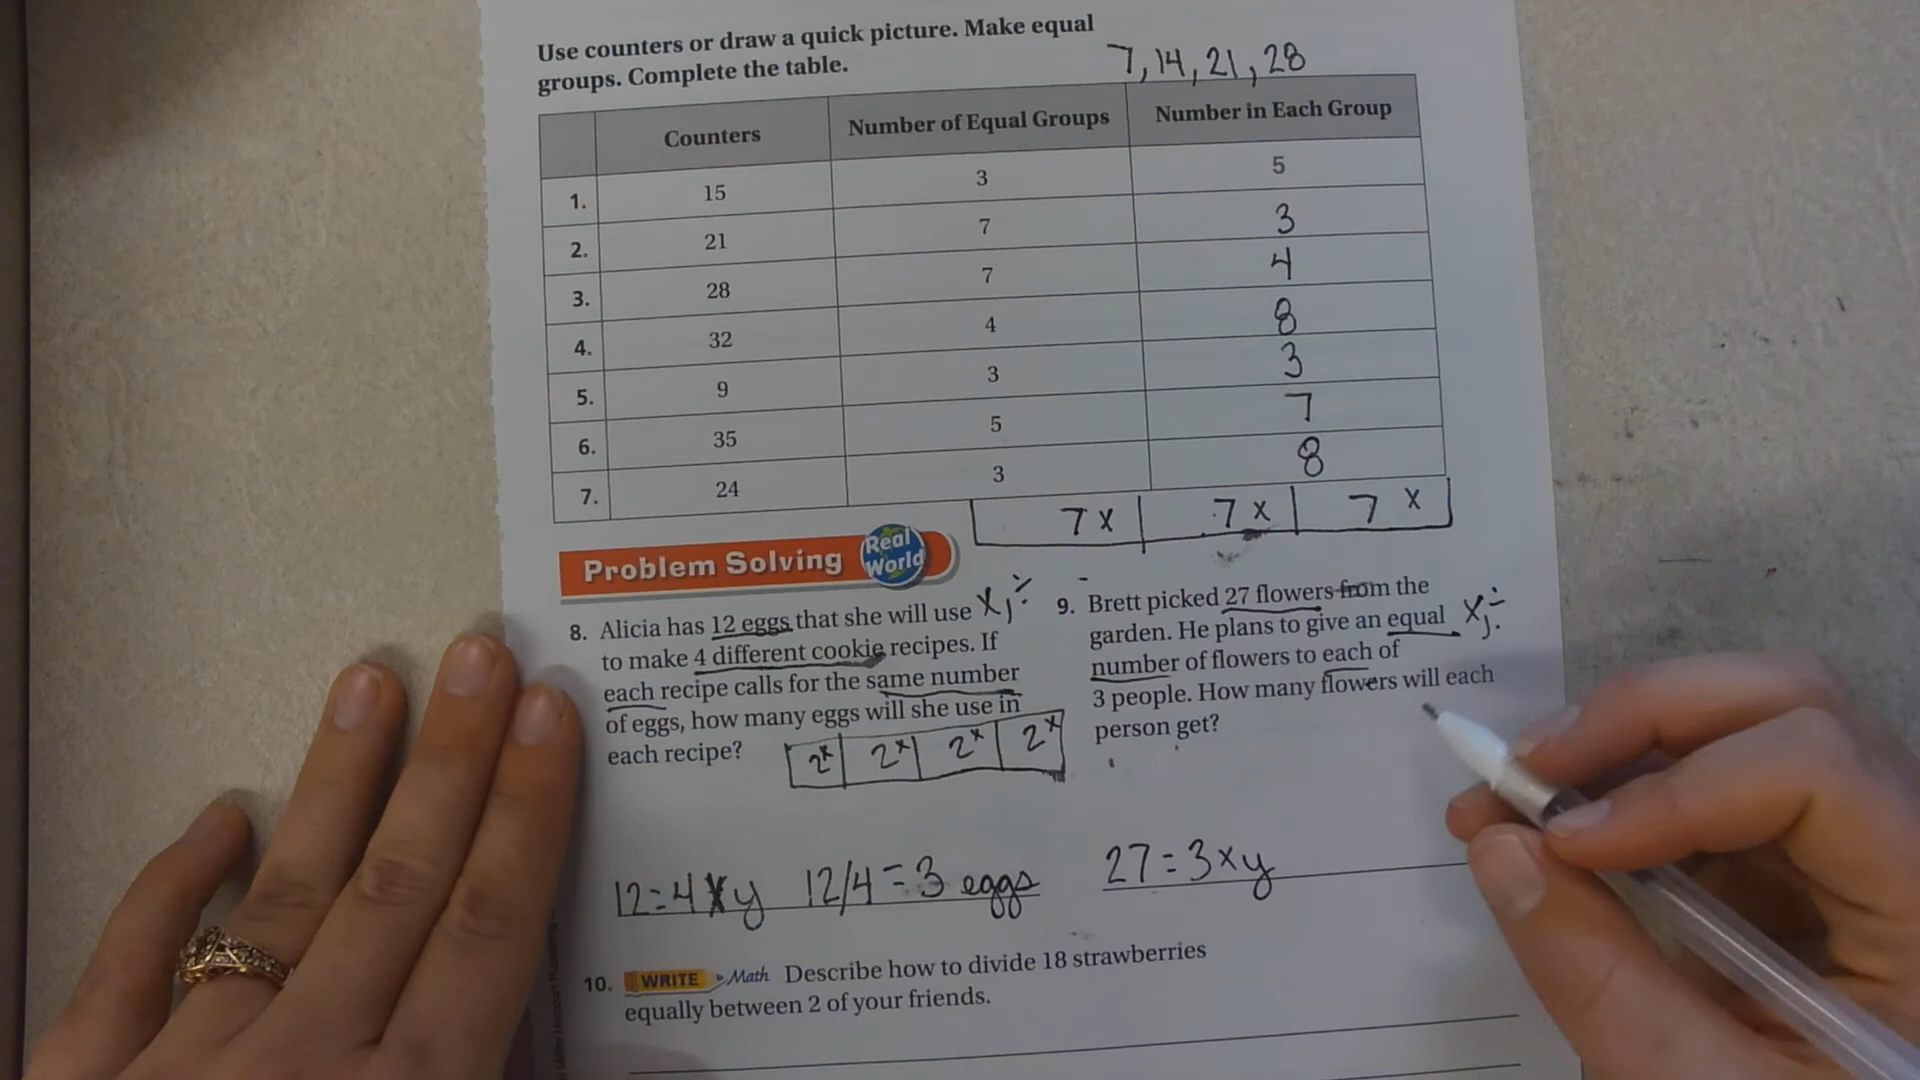 Use counters or draw a quick picture. Make equal
groups. Complete the table.
7, 14, 21, 28
Counters Number of Equal Groups Number in Each Group
1. 15 3 5
2. 21 7 3
3. 28 7 4
4. 32 4 8
5. 9 3 3
6. 35 5 7
7. 24 3 8
7 x 7 x 7 x
Problem Solving Real World
8. Alicia has 12 eggs that she will use x, ÷
to make 4 different cookie recipes. If
each recipe calls for the same number
of eggs, how many eggs will she use in
each recipe?
2x 2x 2x 2x
12=4xy 12/4=3 eggs
9. Brett picked 27 flowers from the
garden. He plans to give an equal x, ÷
number of flowers to each of
3 people. How many flowers will each
person get?
27=3xy
10. WRITE Math Describe how to divide 18 strawberries
equally between 2 of your friends.